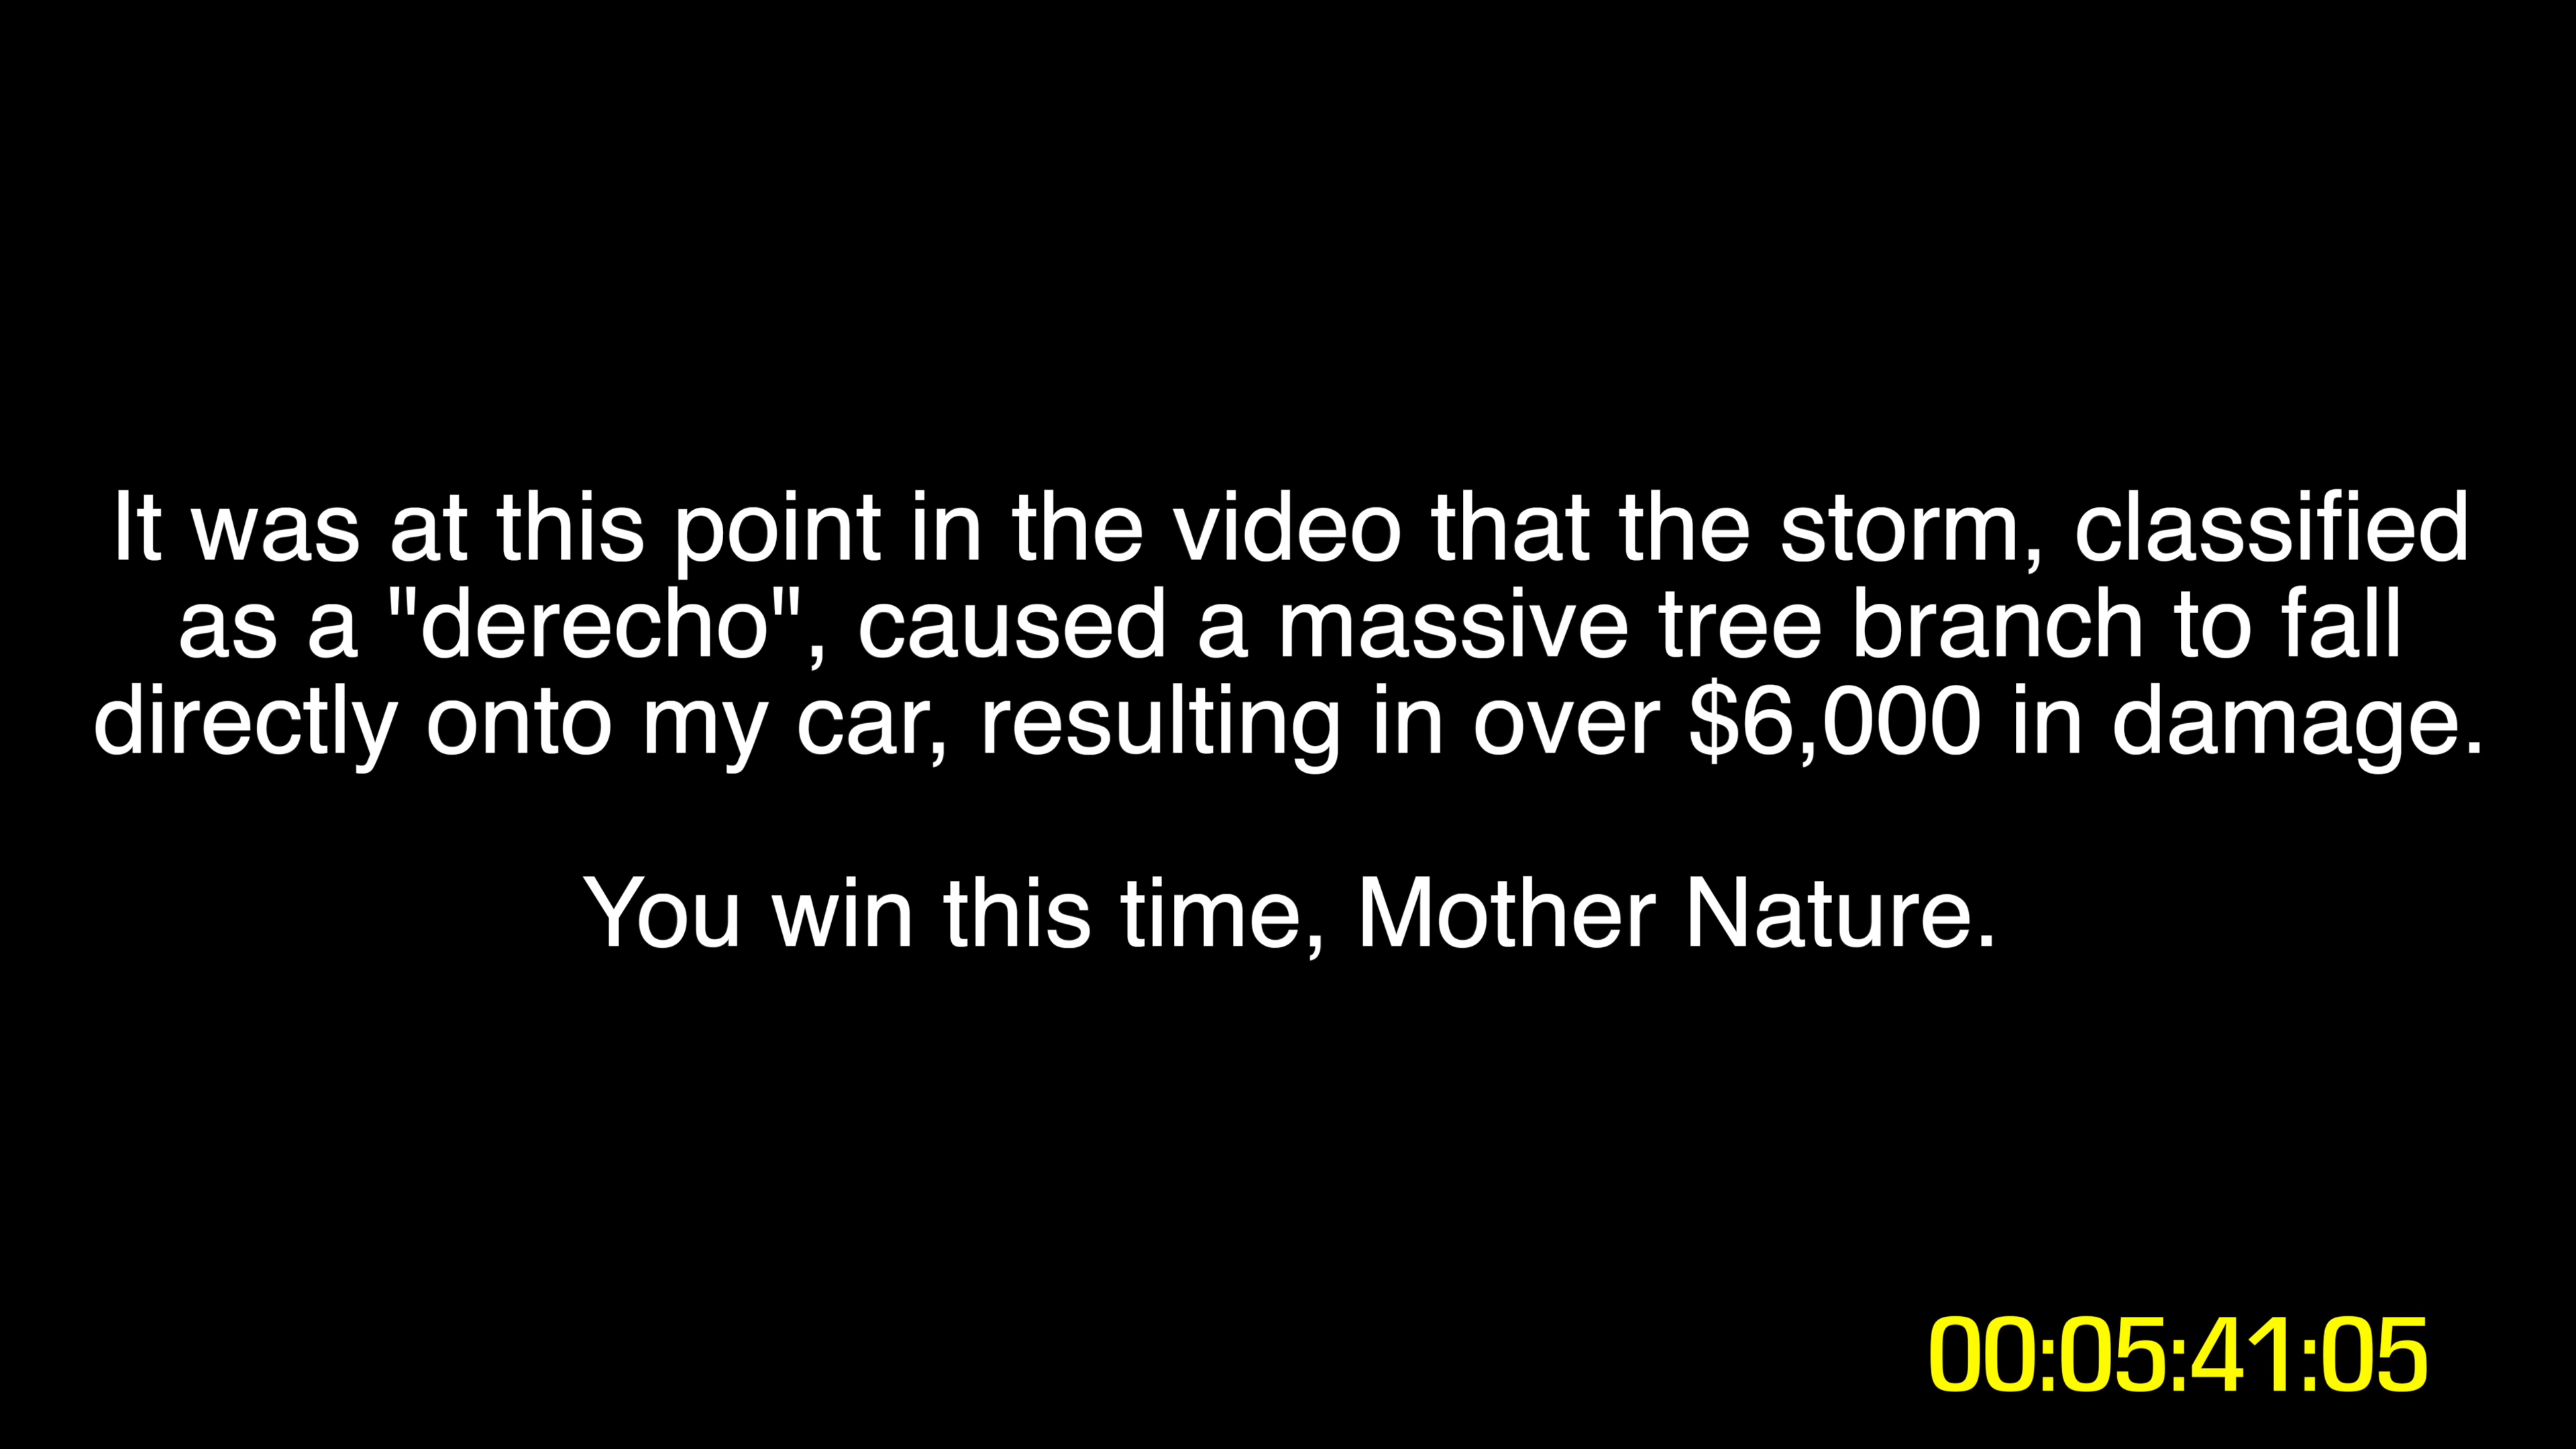 It was at this point in the video that the storm, classified
as a "derecho", caused a massive tree branch to fall
directly onto my car, resulting in over $6,000 in damage.
You win this time, Mother Nature.
00:05:41:05